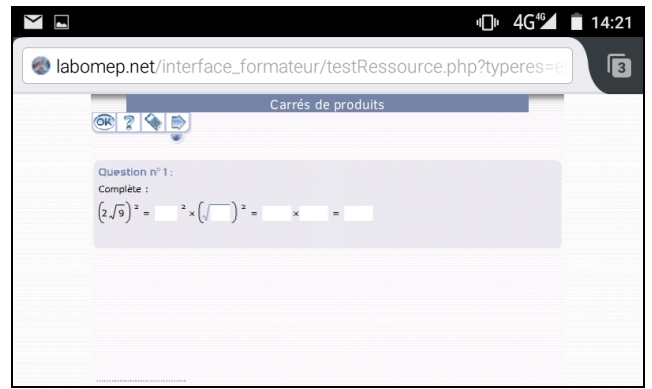 4G 4G 14:21
labomep.net/interface_formateur/testRessource.php?typeres=e
3
Carrés de produits
OK ?
Question n°1:
Complète :
(2√9)² = ² × (√ )² = × =